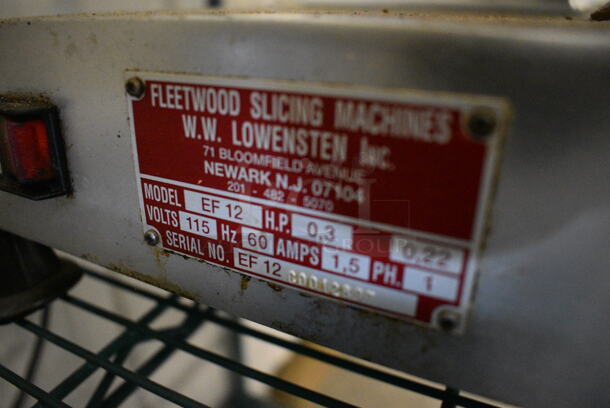 FLEETWOOD SLICING MACHINES
W.W. LOWENSTEN Inc.
71 BLOOMFIELD AVENUE
NEWARK N.J. 07104
201 - 482 - 5070
MODEL EF 12 H.P. 0,3 0,22
VOLTS 115 Hz 60 AMPS 1,5 PH. 1
SERIAL NO. EF 12